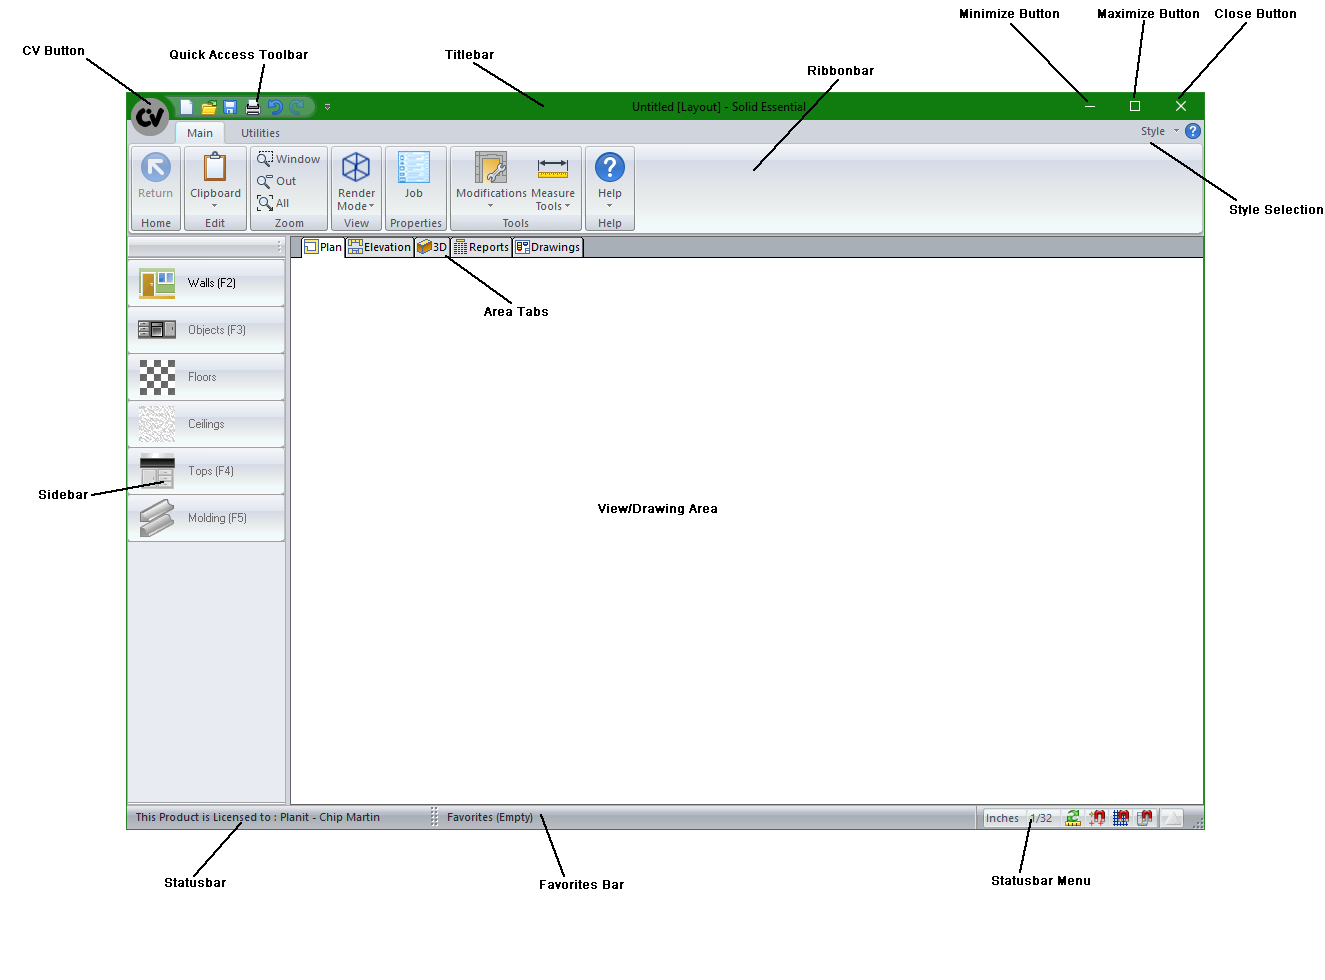 Minimize Button
Maximize Button
Close Button
CV Button
Quick Access Toolbar
Titlebar
Ribbonbar
CV
Untitled [Layout] - Solid Essential
Main
Utilities
Style
Return
Home
Clipboard
Edit
Window
Out
All
Zoom
Render
Mode
View
Job
Properties
Modifications
Measure
Tools
Tools
Help
Help
Style Selection
Plan
Elevation
3D
Reports
Drawings
Area Tabs
Walls (F2)
Objects (F3)
Floors
Ceilings
Tops (F4)
Molding (F5)
Sidebar
View/Drawing Area
This Product is Licensed to : Planit - Chip Martin
Favorites (Empty)
Inches
1/32
Statusbar
Favorites Bar
Statusbar Menu